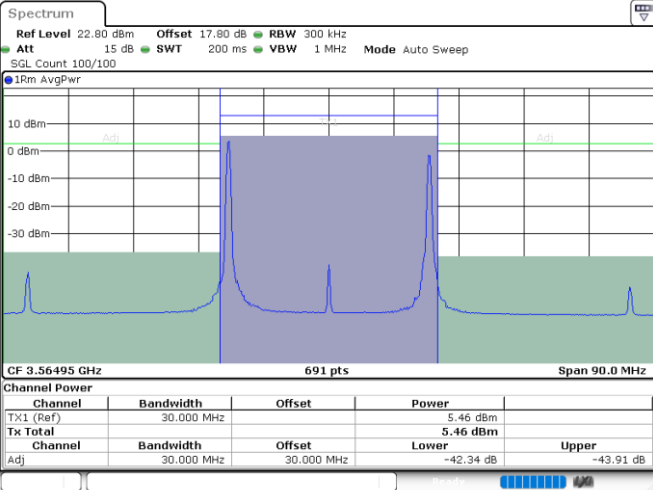 Spectrum
Ref Level 22.80 dBm Offset 17.80 dB RBW 300 kHz
Att 15 dB SWT 200 ms VBW 1 MHz Mode Auto Sweep
SGL Count 100/100
1Rm AvgPwr
10 dBm
Adj Adj
0 dBm
-10 dBm
-20 dBm
-30 dBm
CF 3.56495 GHz 691 pts Span 90.0 MHz
Channel Power
Channel Bandwidth Offset Power
TX1 (Ref) 30.000 MHz 5.46 dBm
Tx Total 5.46 dBm
Channel Bandwidth Offset Lower Upper
Adj 30.000 MHz 30.000 MHz -42.34 dB -43.91 dB